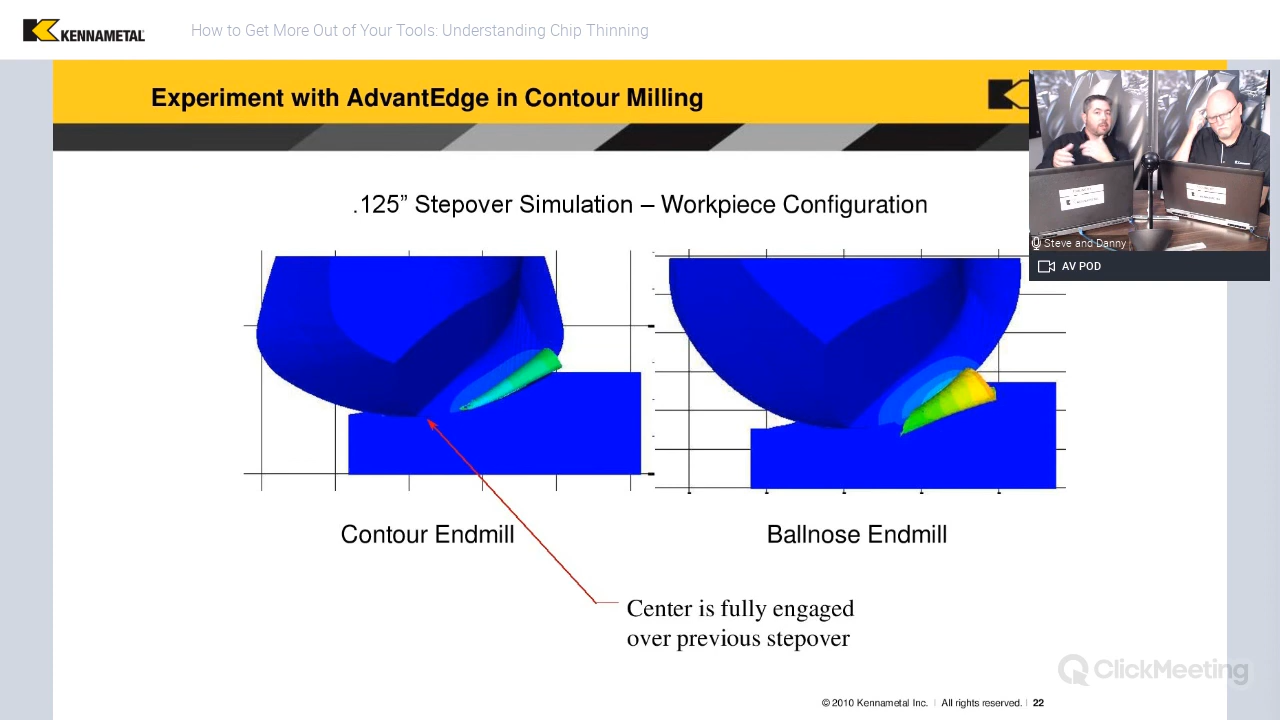 KENNAMETAL
How to Get More Out of Your Tools: Understanding Chip Thinning
Experiment with AdvantEdge in Contour Milling
.125” Stepover Simulation – Workpiece Configuration
Steve and Danny
AV POD
Contour Endmill
Ballnose Endmill
Center is fully engaged
over previous stepover
ClickMeeting
© 2010 Kennametal Inc. | All rights reserved. | 22